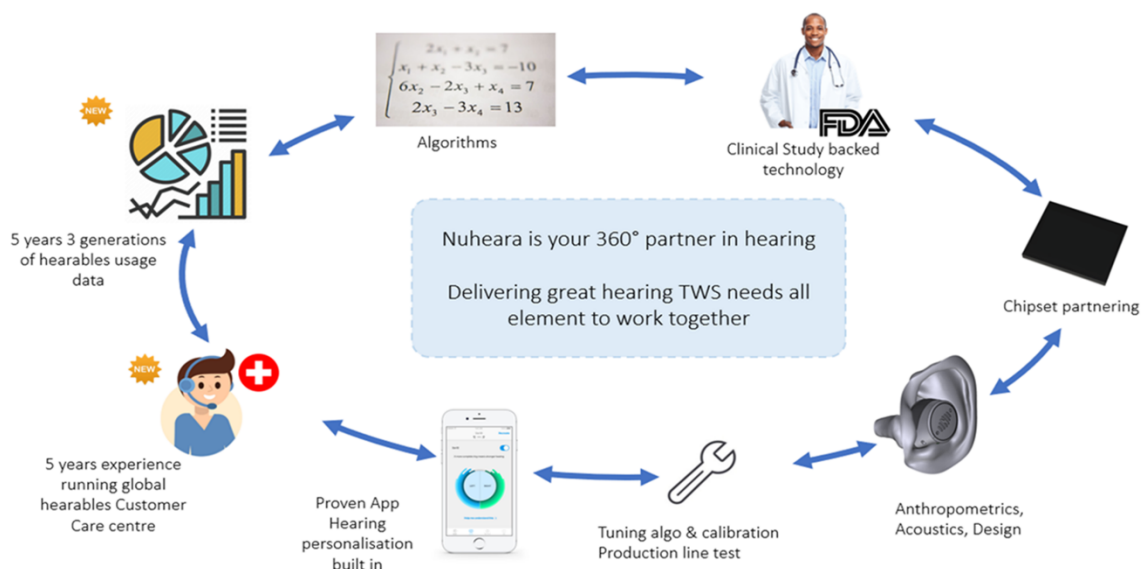 2x₁ + x₂ = 7
x₁ + x₂ − 3x₃ = −10
6x₂ − 2x₃ + x₄ = 7
2x₃ − 3x₄ = 13
Algorithms
FDA
Clinical Study backed
technology
NEW
5 years 3 generations
of hearables usage
data
Nuheara is your 360° partner in hearing
Delivering great hearing TWS needs all
element to work together
Chipset partnering
NEW
5 years experience
running global
hearables Customer
Care centre
Proven App
Hearing
personalisation
built in
Tuning algo & calibration
Production line test
Anthropometrics,
Acoustics, Design